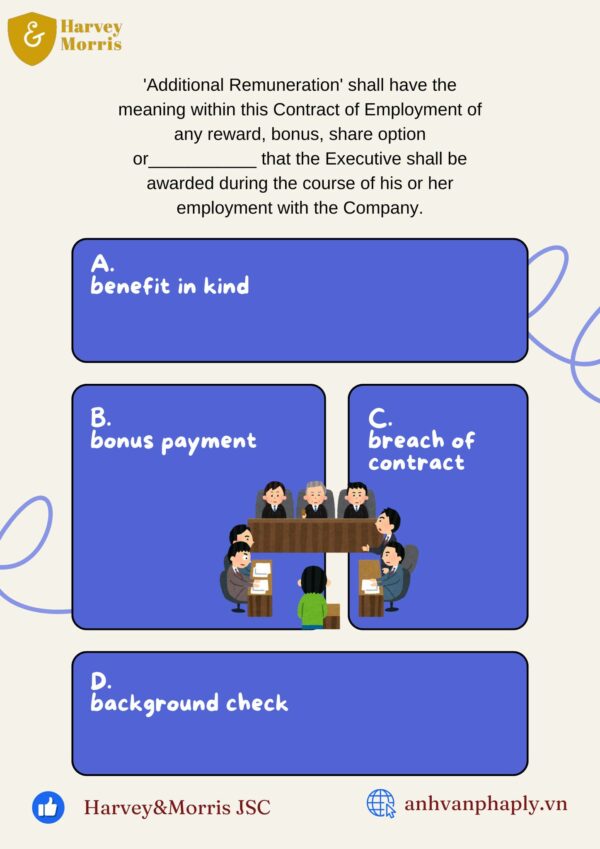 &
Harvey
Morris
'Additional Remuneration' shall have the
meaning within this Contract of Employment of
any reward, bonus, share option
or___________ that the Executive shall be
awarded during the course of his or her
employment with the Company.
A.
benefit in kind
B.
bonus payment
C.
breach of
contract
D.
background check
Harvey&Morris JSC
anhvanphaply.vn